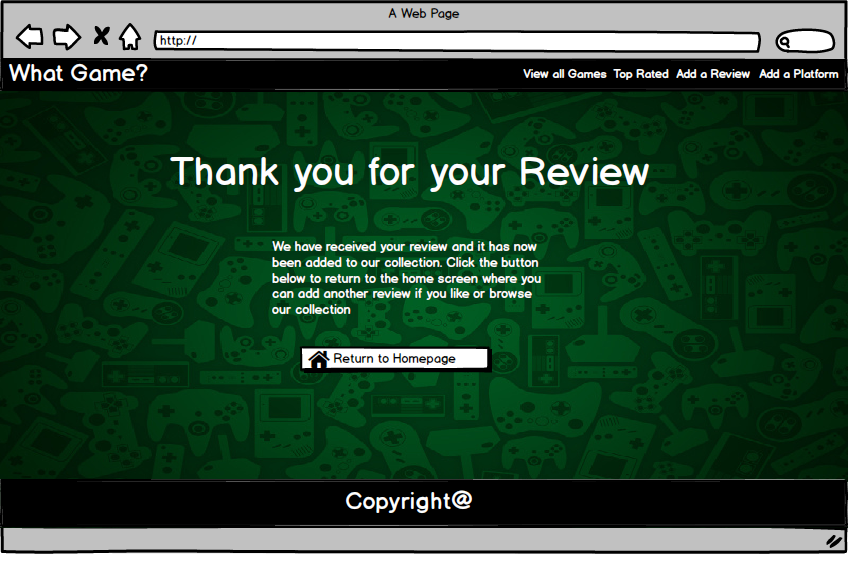 A Web Page
http://
What Game?
View all Games Top Rated Add a Review Add a Platform
Thank you for your Review
We have received your review and it has now
been added to our collection. Click the button
below to return to the home screen where you
can add another review if you like or browse
our collection
Return to Homepage
Copyright@